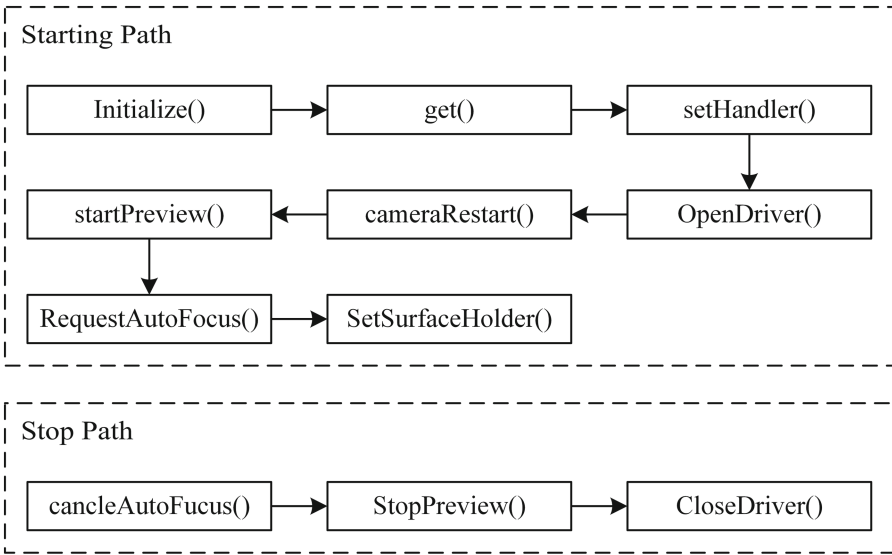 Starting Path
Initialize()
get()
setHandler()
startPreview()
cameraRestart()
OpenDriver()
RequestAutoFocus()
SetSurfaceHolder()
Stop Path
cancleAutoFucus()
StopPreview()
CloseDriver()